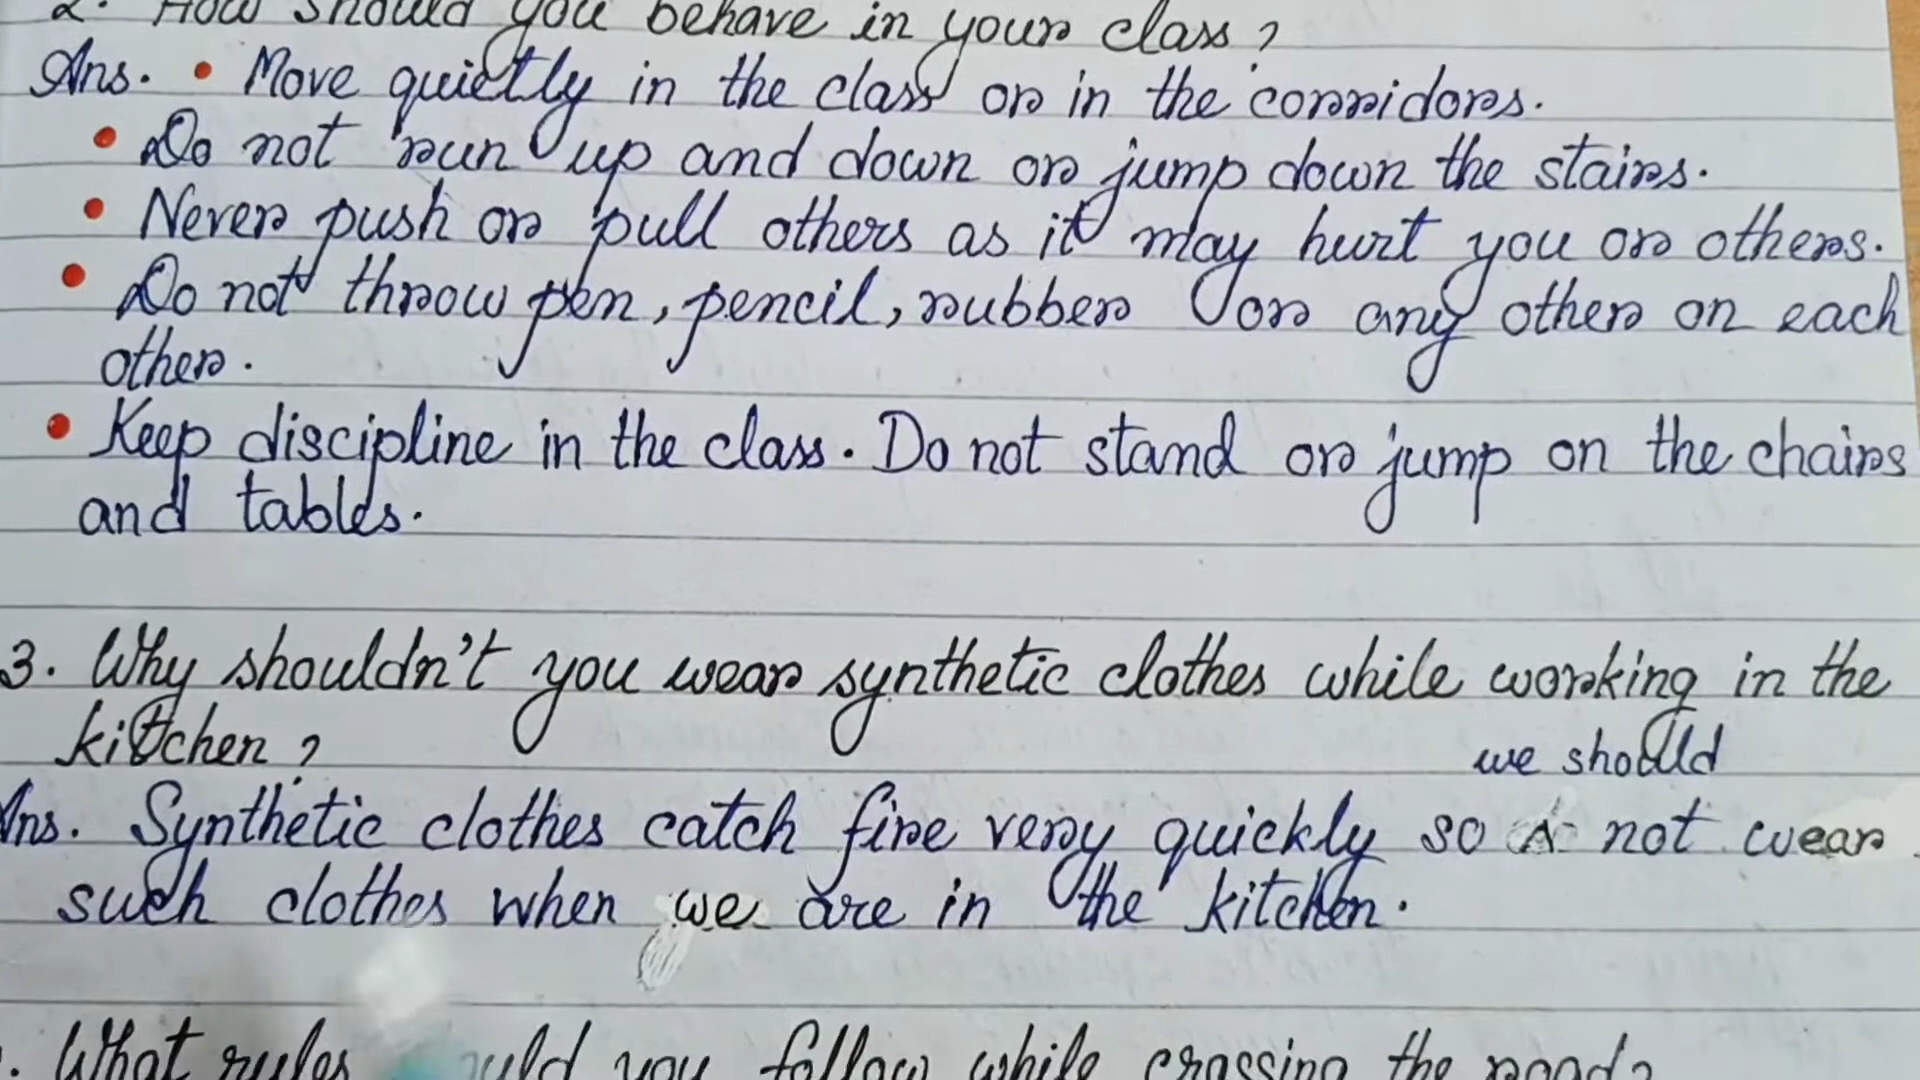 2. How should you behave in your class?
Ans. • Move quietly in the class or in the corridors.
• Do not run up and down or jump down the stairs.
• Never push or pull others as it may hurt you or others.
• Do not throw pen, pencil, rubber or any other on each
other.
• Keep discipline in the class. Do not stand or jump on the chairs
and tables.
3. Why shouldn't you wear synthetic clothes while working in the
kitchen?
we should
Ans. Synthetic clothes catch fire very quickly so not wear
such clothes when we are in the kitchen.
. What rules you follow while crossing the road?